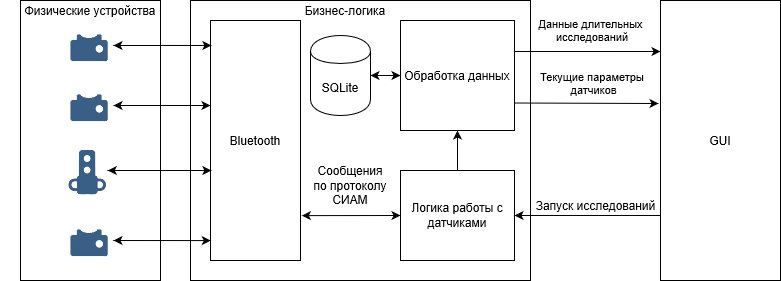 Физические устройства
Бизнес-логика
Данные длительных
исследований
SQLite
Обработка данных
Текущие параметры
датчиков
Bluetooth
GUI
Сообщения
по протоколу
СИАМ
Логика работы с
датчиками
Запуск исследований